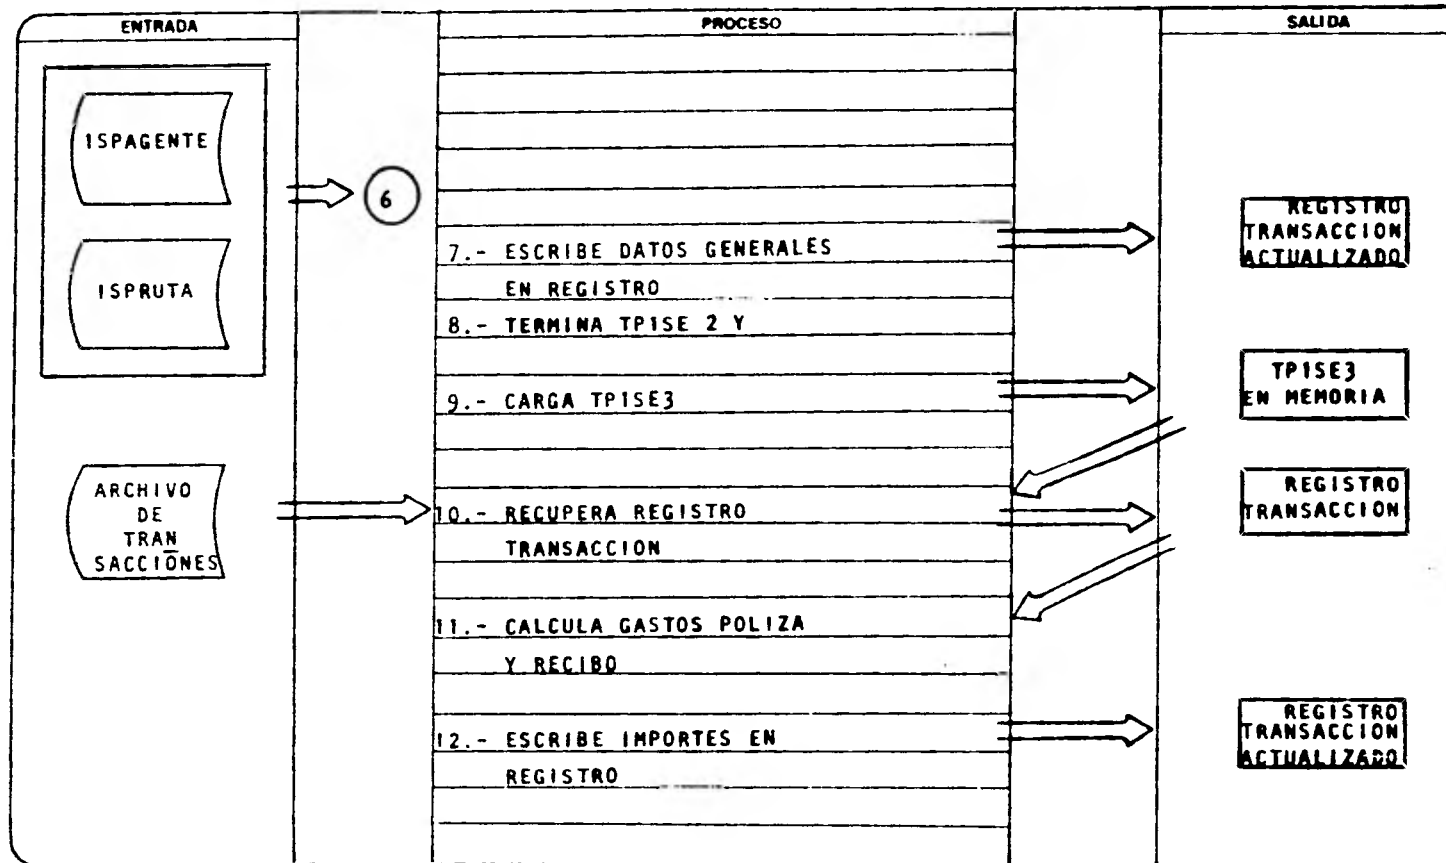 ENTRADA
PROCESO
SALIDA
ISPAGENTE
6
ISPRUTA
ARCHIVO
DE
TRAN
SACCIONES
7.- ESCRIBE DATOS GENERALES
EN REGISTRO
8.- TERMINA TPISE 2 Y
9.- CARGA TPISE3
10.- RECUPERA REGISTRO
TRANSACCION
11.- CALCULA GASTOS POLIZA
Y RECIBO
12.- ESCRIBE IMPORTES EN
REGISTRO
REGISTRO
TRANSACCION
ACTUALIZADO
TPISE3
EN MEMORIA
REGISTRO
TRANSACCION
REGISTRO
TRANSACCION
ACTUALIZADO